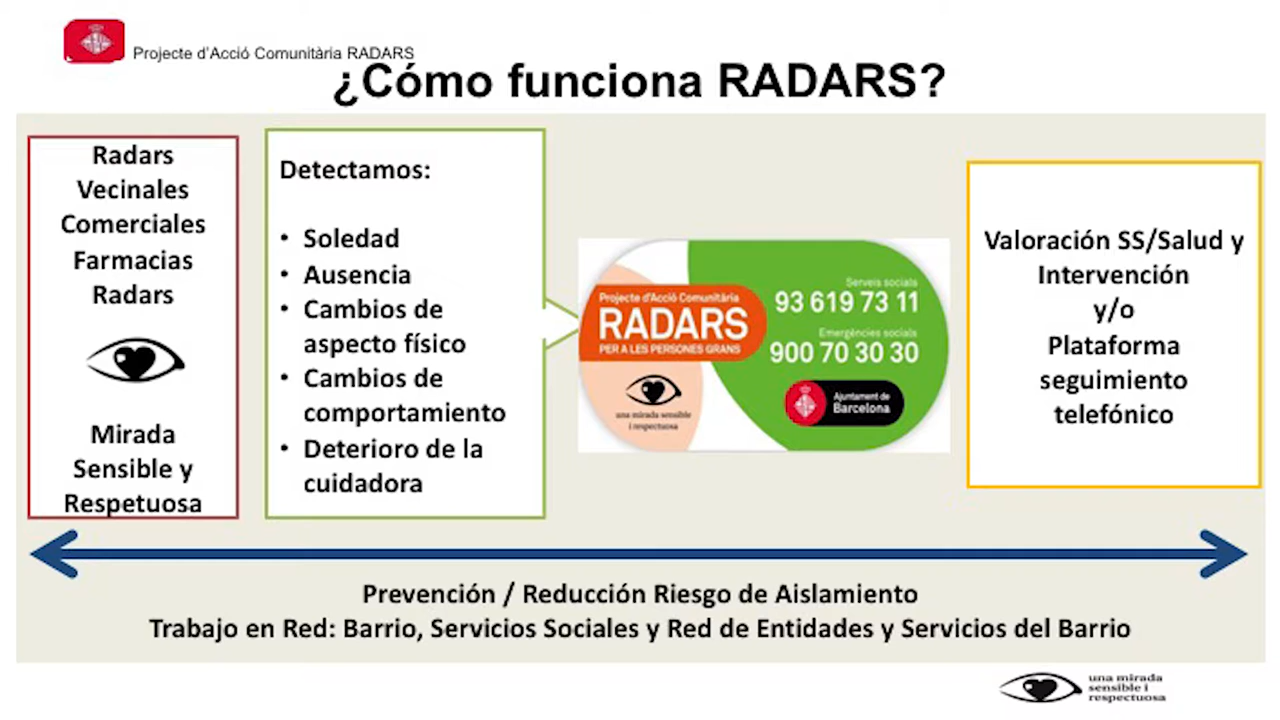 Projecte d'Acció Comunitària RADARS
¿Cómo funciona RADARS?
Radars
Vecinales
Comerciales
Farmacias
Radars
Mirada
Sensible y
Respetuosa
Detectamos:
• Soledad
• Ausencia
• Cambios de
aspecto físico
• Cambios de
comportamiento
• Deterioro de la
cuidadora
Projecte d'Acció Comunitària
RADARS
PER A LES PERSONES GRANS
una mirada sensible
i respectuosa
Serveis socials
93 619 73 11
Emergències socials
900 70 30 30
Ajuntament de
Barcelona
Valoración SS/Salud y
Intervención
y/o
Plataforma
seguimiento
telefónico
Prevención / Reducción Riesgo de Aislamiento
Trabajo en Red: Barrio, Servicios Sociales y Red de Entidades y Servicios del Barrio
una mirada
sensible i
respectuosa